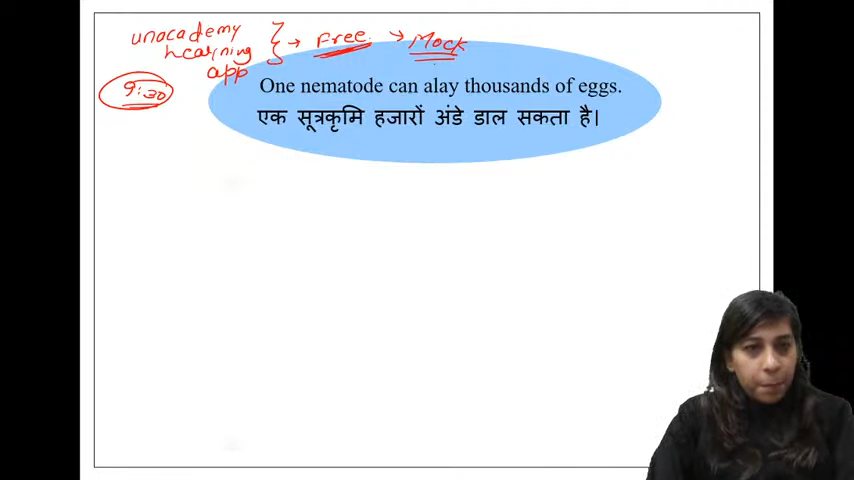 unacademy
learning
app
→ Free → Mock
9:30
One nematode can alay thousands of eggs.
एक सूत्रकृमि हजारों अंडे डाल सकता है।